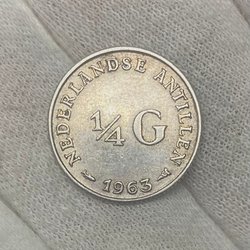 NEDERLANDSE ANTILLEN
1/4 G
1963